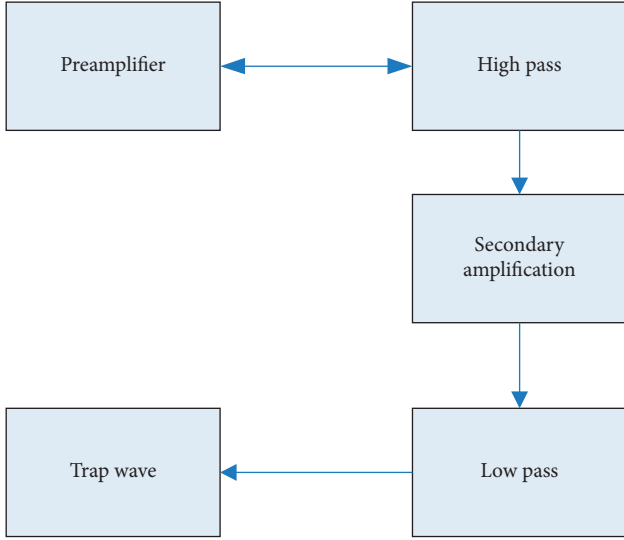 Preamplifier
High pass
Secondary
amplification
Trap wave
Low pass